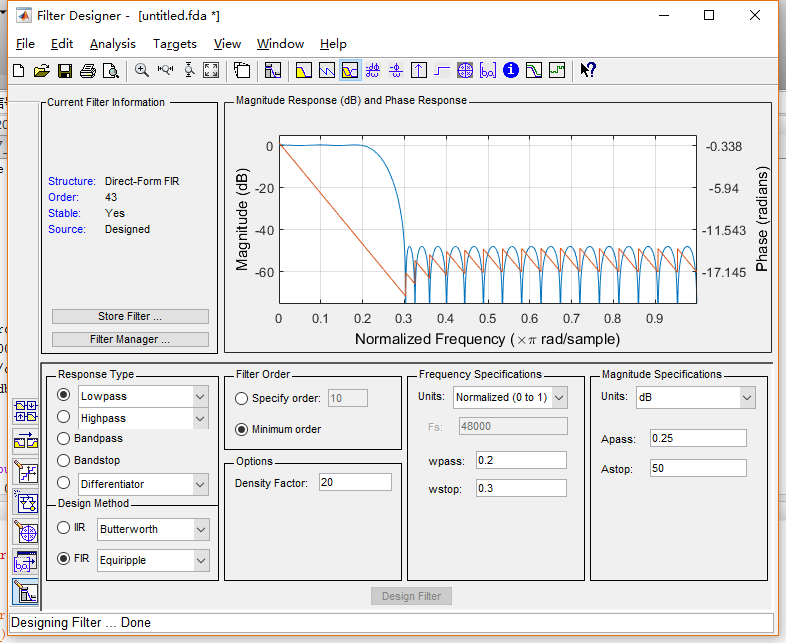 Filter Designer - [untitled.fda *]
File Edit Analysis Targets View Window Help
Current Filter Information
Structure: Direct-Form FIR
Order: 43
Stable: Yes
Source: Designed
Store Filter ...
Filter Manager ...
Magnitude Response (dB) and Phase Response
Magnitude (dB)
0
-20
-40
-60
-0.338
-5.94
-11.543
-17.145
Phase (radians)
0 0.1 0.2 0.3 0.4 0.5 0.6 0.7 0.8 0.9
Normalized Frequency (×π rad/sample)
Response Type
Lowpass
Highpass
Bandpass
Bandstop
Differentiator
Design Method
IIR Butterworth
FIR Equiripple
Filter Order
Specify order: 10
Minimum order
Options
Density Factor: 20
Frequency Specifications
Units: Normalized (0 to 1)
Fs: 48000
wpass: 0.2
wstop: 0.3
Magnitude Specifications
Units: dB
Apass: 0.25
Astop: 50
Design Filter
Designing Filter ... Done